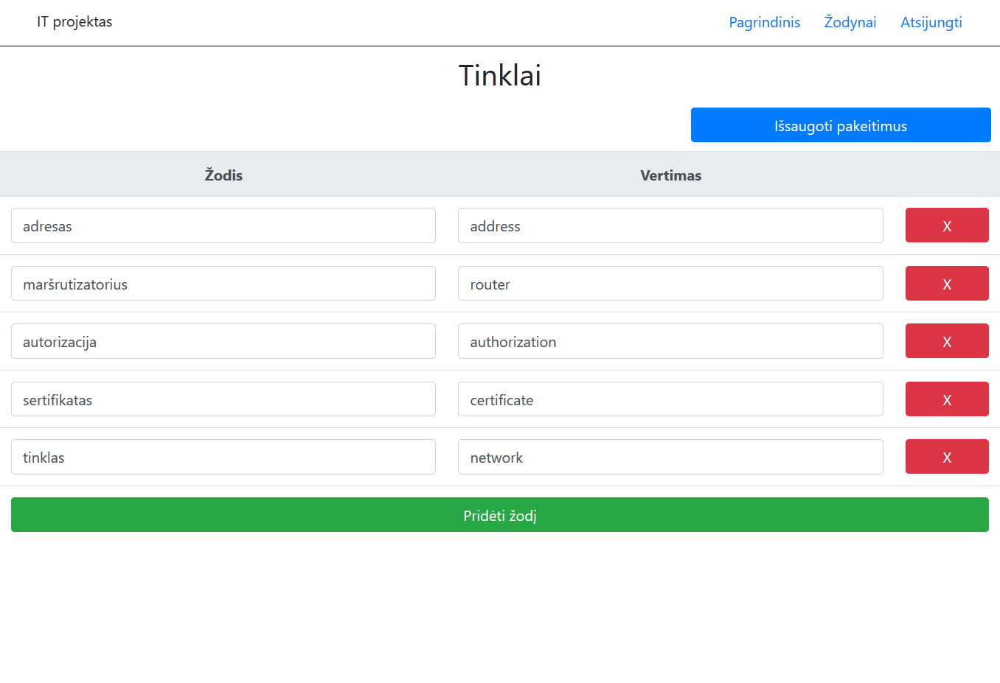 IT projektas Pagrindinis Žodynai Atsijungti
Tinklai
Išsaugoti pakeitimus
Žodis Vertimas
adresas address X
maršrutizatorius router X
autorizacija authorization X
sertifikatas certificate X
tinklas network X
Pridėti žodį